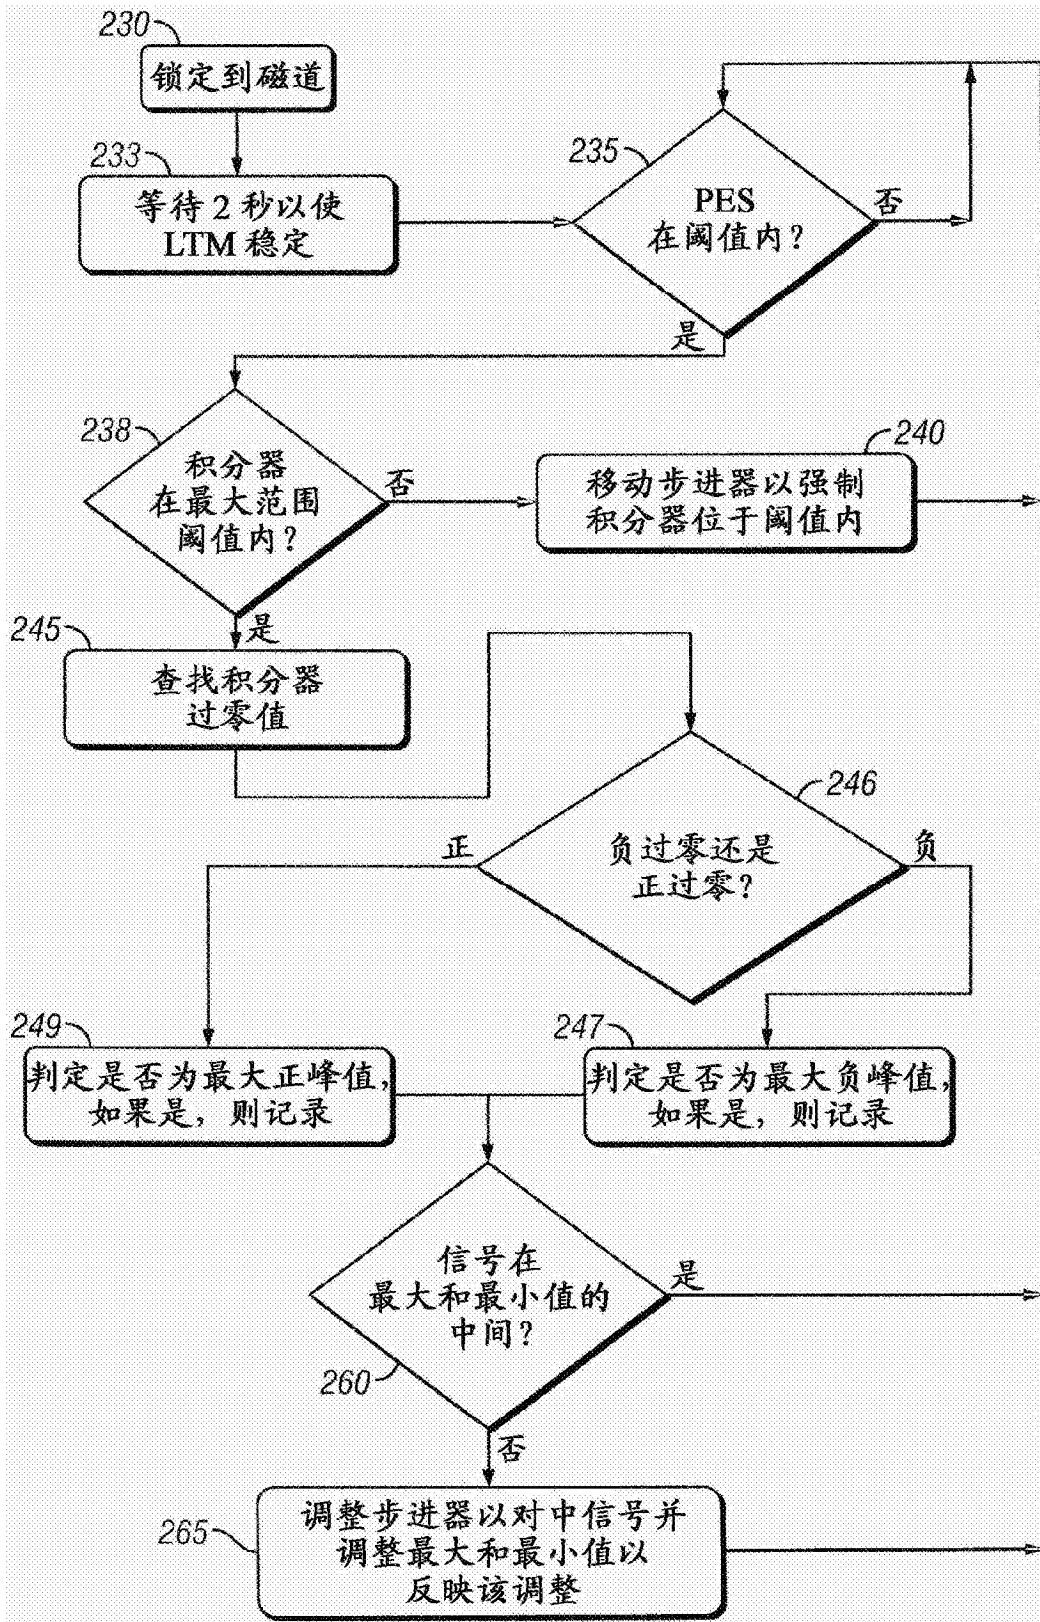 230
锁定到磁道
233
等待 2 秒以使
LTM 稳定
235
PES
在阈值内?
否
是
238
积分器
在最大范围
阈值内?
否
240
移动步进器以强制
积分器位于阈值内
是
245
查找积分器
过零值
246
负过零还是
正过零?
正
负
249
判定是否为最大正峰值,
如果是, 则记录
247
判定是否为最大负峰值,
如果是, 则记录
信号在
最大和最小值的
中间?
是
260
否
265
调整步进器以对中信号并
调整最大和最小值以
反映该调整